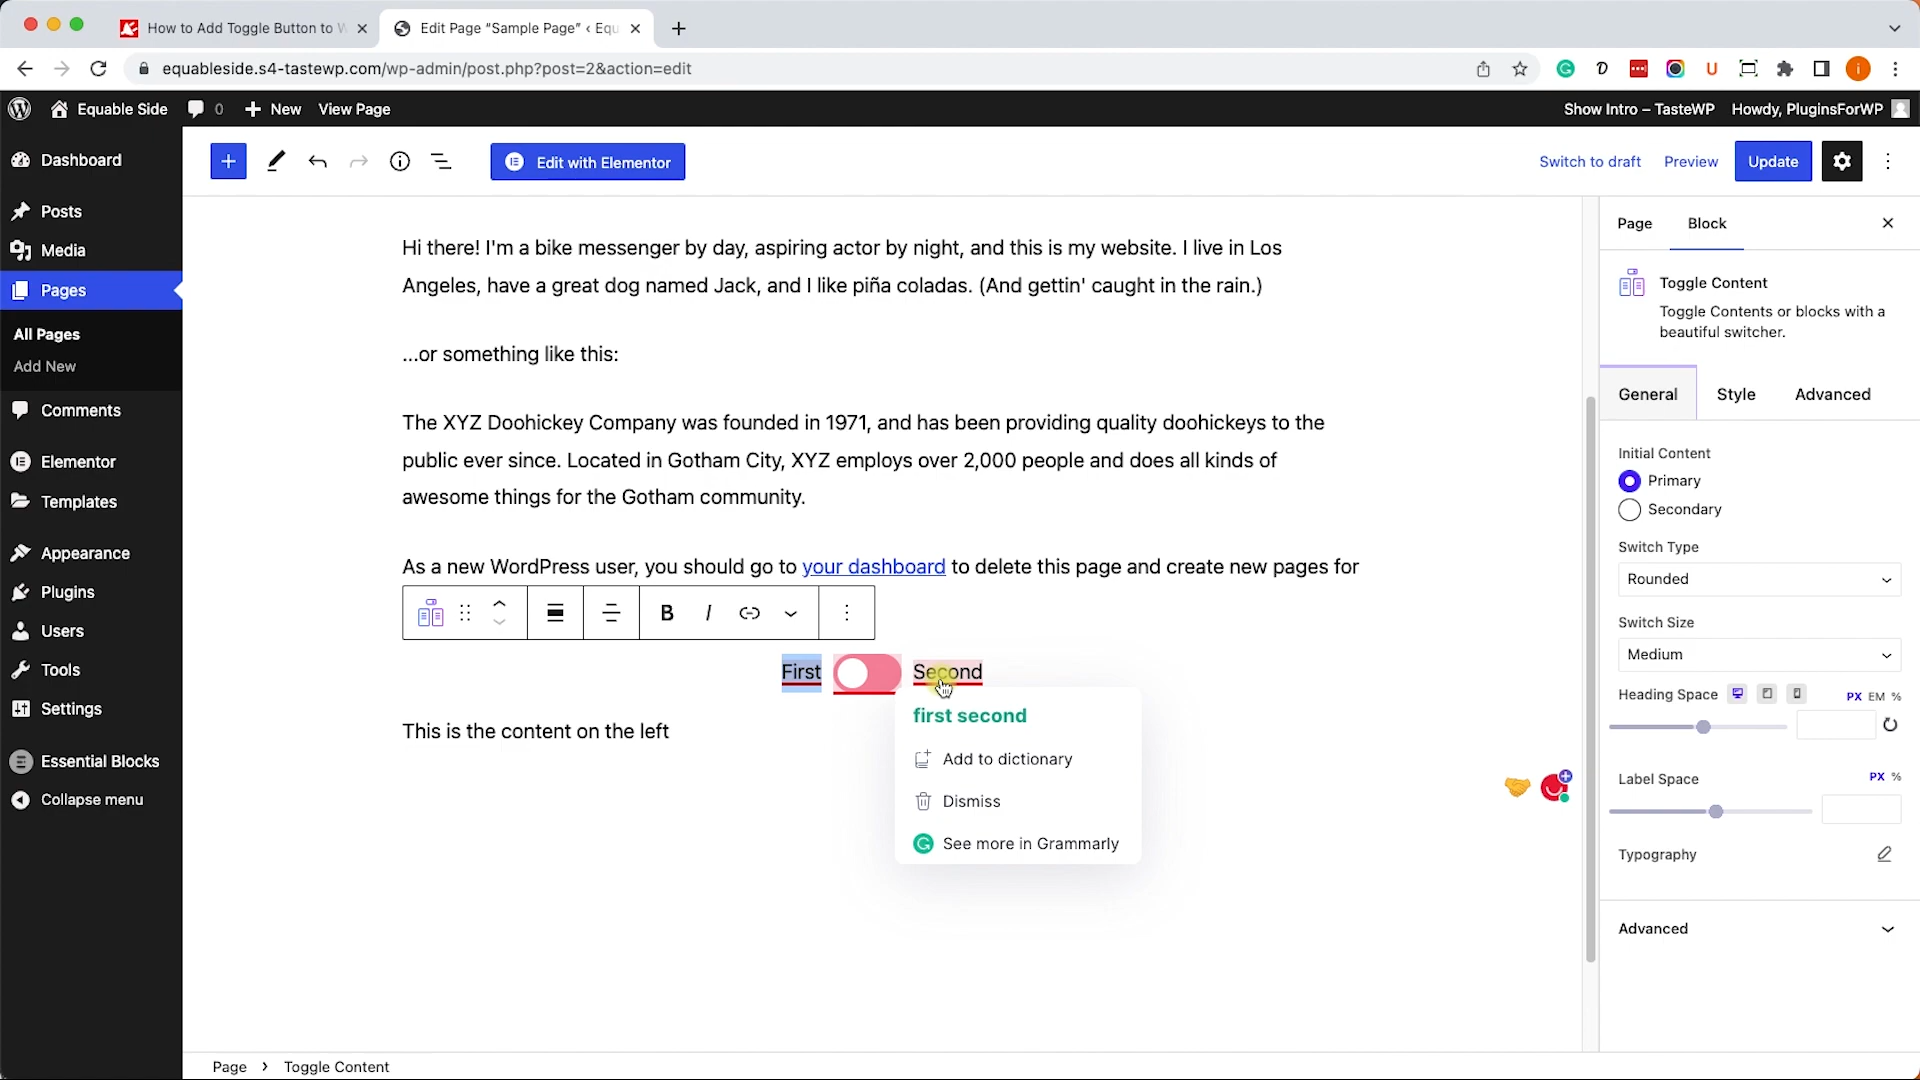 How to Add Toggle Button to W
Edit Page “Sample Page” ‹ Equ
equableside.s4-tastewp.com/wp-admin/post.php?post=2&action=edit
Equable Side
0
New
View Page
Show Intro – TasteWP
Howdy, PluginsForWP
Dashboard
Posts
Media
Pages
All Pages
Add New
Comments
Elementor
Templates
Appearance
Plugins
Users
Tools
Settings
Essential Blocks
Collapse menu
Edit with Elementor
Switch to draft
Preview
Update
Hi there! I'm a bike messenger by day, aspiring actor by night, and this is my website. I live in Los
Angeles, have a great dog named Jack, and I like piña coladas. (And gettin' caught in the rain.)
...or something like this:
The XYZ Doohickey Company was founded in 1971, and has been providing quality doohickeys to the
public ever since. Located in Gotham City, XYZ employs over 2,000 people and does all kinds of
awesome things for the Gotham community.
As a new WordPress user, you should go to your dashboard to delete this page and create new pages for
B I
First
Second
This is the content on the left
first second
Add to dictionary
Dismiss
See more in Grammarly
Page
Block
Toggle Content
Toggle Contents or blocks with a
beautiful switcher.
General
Style
Advanced
Initial Content
Primary
Secondary
Switch Type
Rounded
Switch Size
Medium
Heading Space
PX EM %
Label Space
PX %
Typography
Advanced
Page › Toggle Content